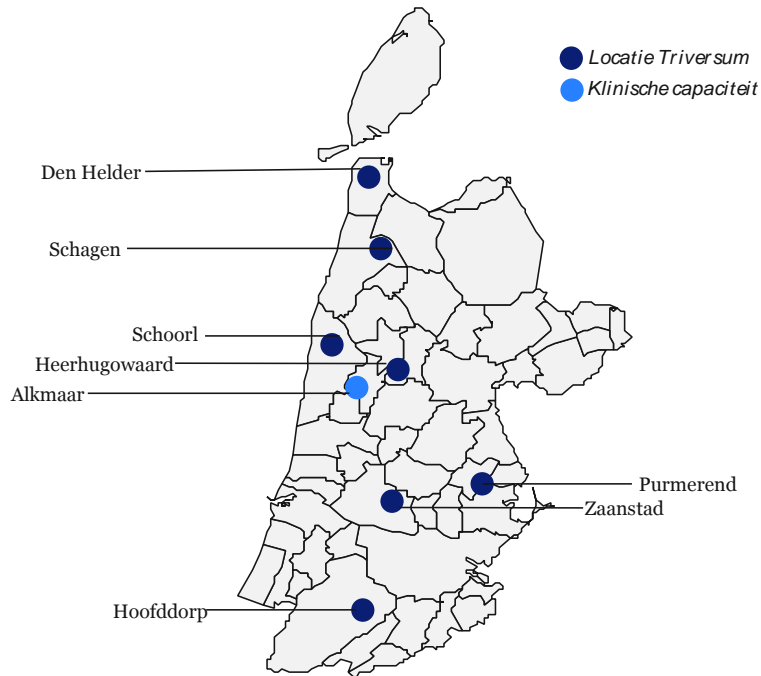 Locatie Triversum
Klinische capaciteit
Den Helder
Schagen
Schoorl
Heerhugowaard
Alkmaar
Purmerend
Zaanstad
Hoofddorp